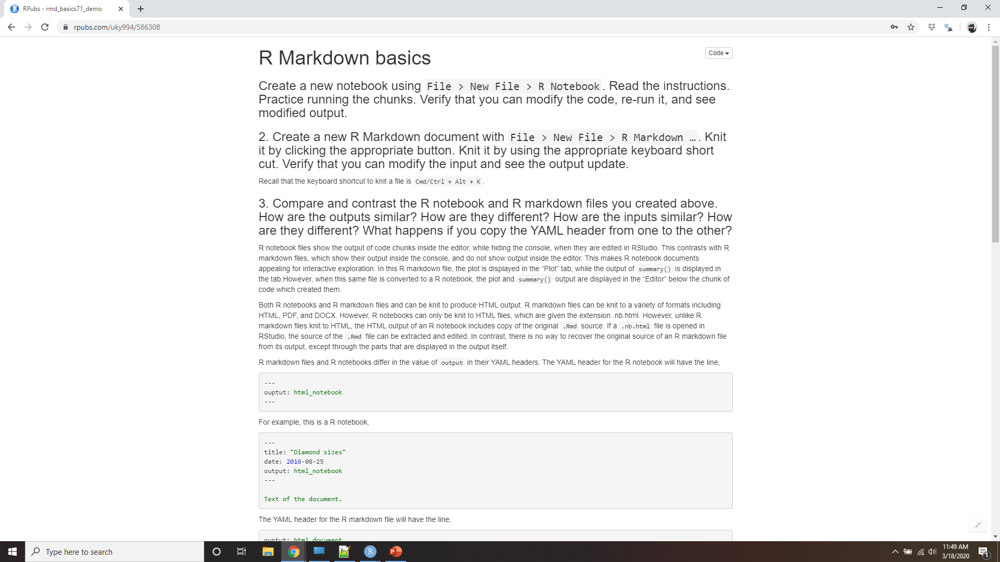 RPubs - rmd_basics71_demo
rpubs.com/uky994/586308
R Markdown basics
Code
Create a new notebook using File > New File > R Notebook. Read the instructions.
Practice running the chunks. Verify that you can modify the code, re-run it, and see
modified output.
2. Create a new R Markdown document with File > New File > R Markdown …. Knit
it by clicking the appropriate button. Knit it by using the appropriate keyboard short
cut. Verify that you can modify the input and see the output update.
Recall that the keyboard shortcut to knit a file is Cmd/Ctrl + Alt + K.
3. Compare and contrast the R notebook and R markdown files you created above.
How are the outputs similar? How are they different? How are the inputs similar? How
are they different? What happens if you copy the YAML header from one to the other?
R notebook files show the output of code chunks inside the editor, while hiding the console, when they are edited in RStudio. This contrasts with R
markdown files, which show their output inside the console, and do not show output inside the editor. This makes R notebook documents
appealing for interactive exploration. In this R markdown file, the plot is displayed in the “Plot” tab, while the output of summary() is displayed in
the tab.However, when this same file is converted to a R notebook, the plot and summary() output are displayed in the “Editor” below the chunk of
code which created them.
Both R notebooks and R markdown files and can be knit to produce HTML output. R markdown files can be knit to a variety of formats including
HTML, PDF, and DOCX. However, R notebooks can only be knit to HTML files, which are given the extension .nb.html. However, unlike R
markdown files knit to HTML, the HTML output of an R notebook includes copy of the original .Rmd source. If a .nb.html file is opened in
RStudio, the source of the .Rmd file can be extracted and edited. In contrast, there is no way to recover the original source of an R markdown file
from its output, except through the parts that are displayed in the output itself.
R markdown files and R notebooks differ in the value of output in their YAML headers. The YAML header for the R notebook will have the line,
---
ouptut: html_notebook
---
For example, this is a R notebook,
---
title: "Diamond sizes"
date: 2016-08-25
output: html_notebook
---
Text of the document.
The YAML header for the R markdown file will have the line,
ouptut: html_document
Type here to search
11:49 AM
3/18/2020
1